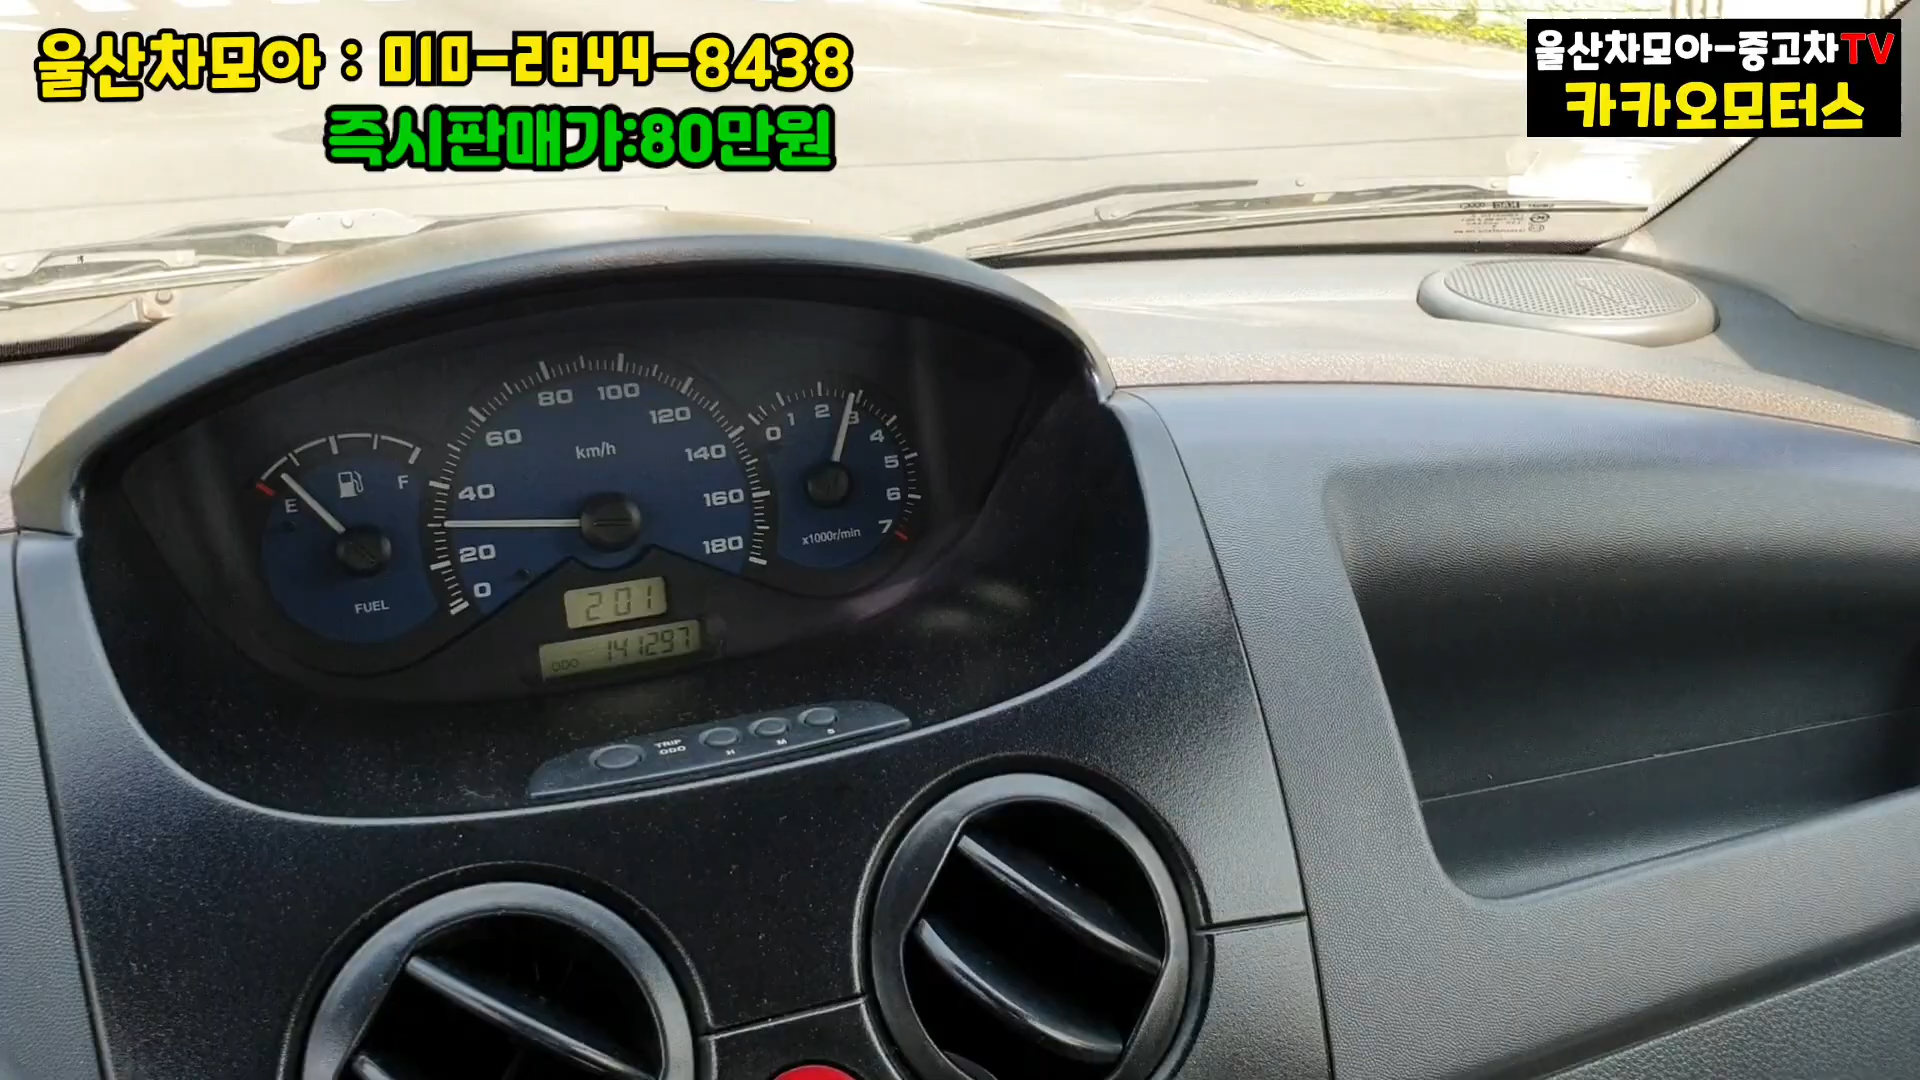 울산차모아 : 010-2844-8438
즉시판매가:80만원
울산차모아-중고차TV
카카오모터스
80 100
60 120
km/h
40 140
20 160
0 180
E F
FUEL
0 1 2 3 4 5 6 7
x1000r/min
2 01
ODO 141297
TRIP
ODO H M S